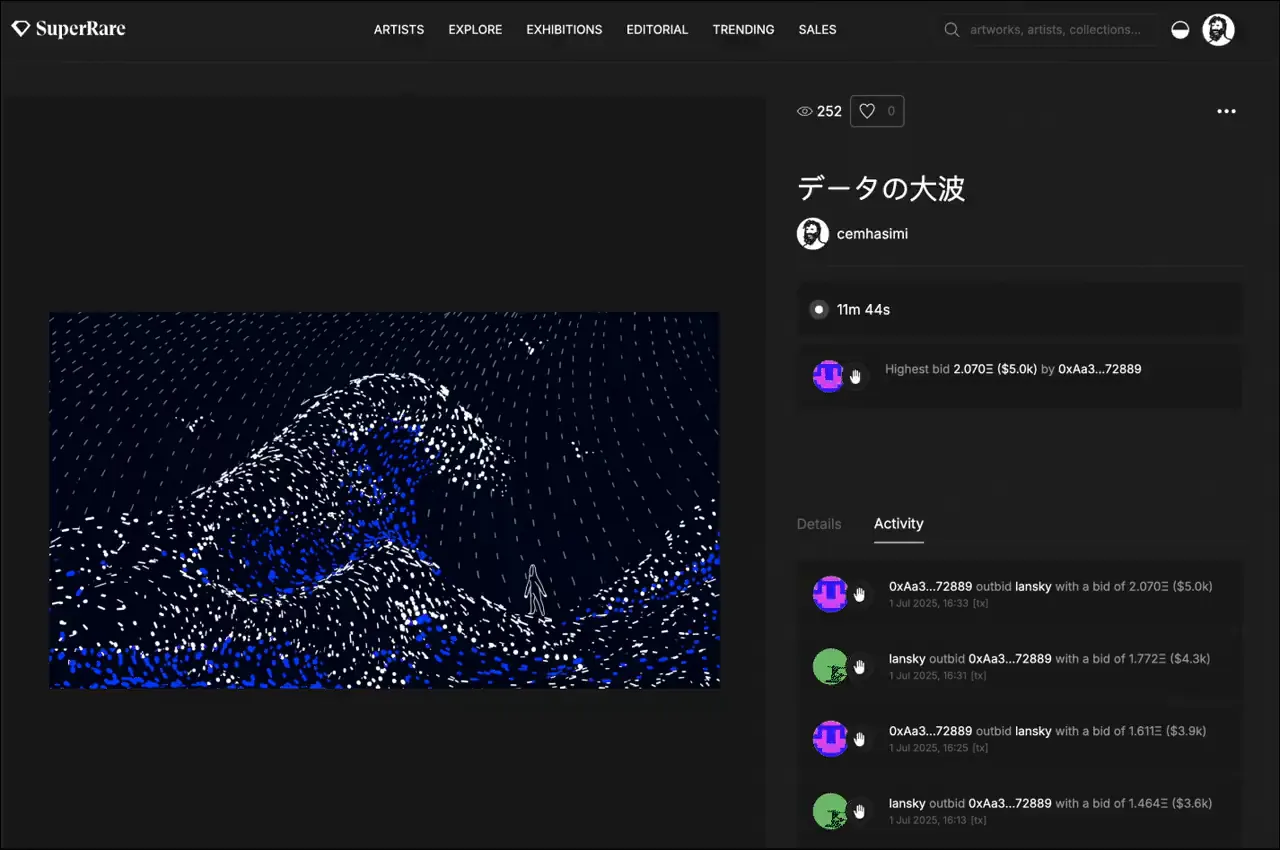 SuperRare
ARTISTS EXPLORE EXHIBITIONS EDITORIAL TRENDING SALES
artworks, artists, collections...
252 0
データの大波
cemhasimi
11m 44s
Highest bid 2.070Ξ ($5.0k) by 0xAa3...72889
Details Activity
0xAa3...72889 outbid lansky with a bid of 2.070Ξ ($5.0k)
1 Jul 2025, 16:33 [tx]
lansky outbid 0xAa3...72889 with a bid of 1.772Ξ ($4.3k)
1 Jul 2025, 16:31 [tx]
0xAa3...72889 outbid lansky with a bid of 1.611Ξ ($3.9k)
1 Jul 2025, 16:25 [tx]
lansky outbid 0xAa3...72889 with a bid of 1.464Ξ ($3.6k)
1 Jul 2025, 16:13 [tx]